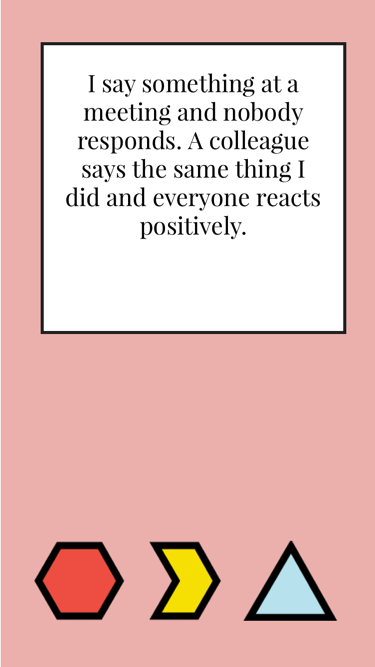 I say something at a
meeting and nobody
responds. A colleague
says the same thing I
did and everyone reacts
positively.